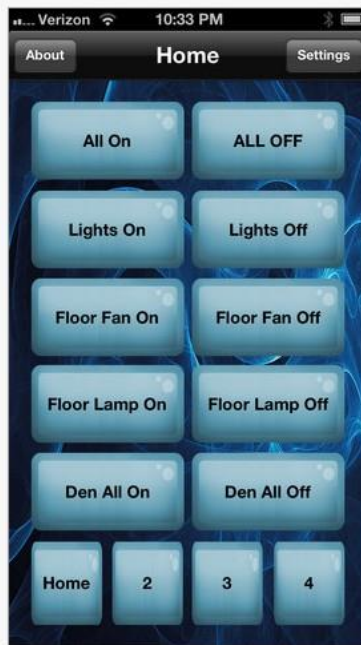 ... Verizon 10:33 PM
About Home Settings
All On ALL OFF
Lights On Lights Off
Floor Fan On Floor Fan Off
Floor Lamp On Floor Lamp Off
Den All On Den All Off
Home 2 3 4